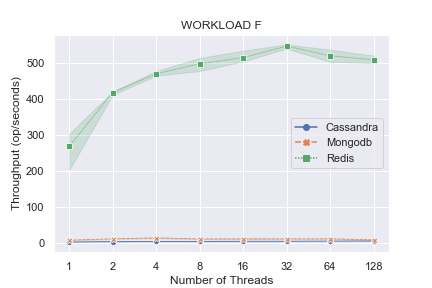 WORKLOAD F
Throughput (op/seconds)
500
400
300
200
100
0
Cassandra
Mongodb
Redis
1 2 4 8 16 32 64 128
Number of Threads